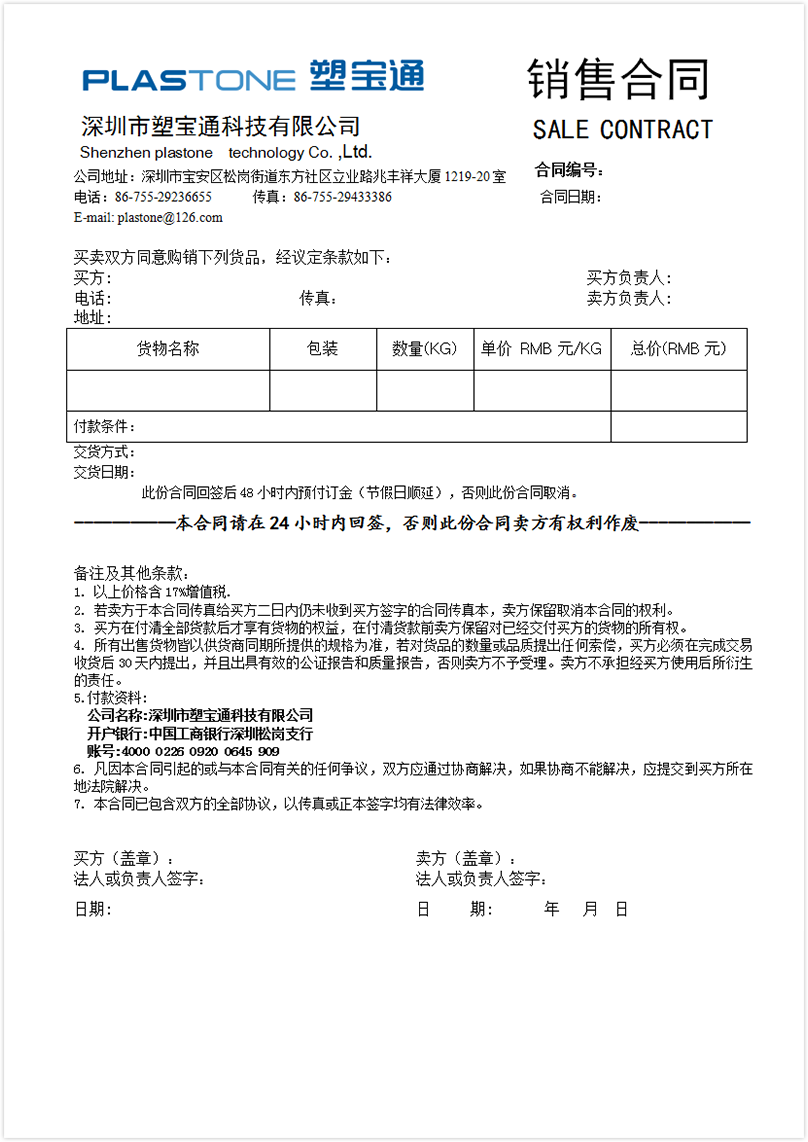 PLASTONE 塑宝通
销售合同
SALE CONTRACT
深圳市塑宝通科技有限公司
Shenzhen plastone technology Co. ,Ltd.
公司地址：深圳市宝安区松岗街道东方社区立业路兆丰祥大厦 1219-20 室
合同编号：
电话：86-755-29236655 传真：86-755-29433386
合同日期：
E-mail: plastone@126.com
买卖双方同意购销下列货品，经议定条款如下：
买方： 买方负责人：
电话： 传真： 卖方负责人：
地址：
货物名称 包装 数量(KG) 单价 RMB 元/KG 总价(RMB 元)
付款条件：
交货方式：
交货日期：
此份合同回签后 48 小时内预付订金（节假日顺延），否则此份合同取消。
———————本合同请在 24 小时内回签，否则此份合同卖方有权利作废———————
备注及其他条款：
1. 以上价格含 17%增值税.
2. 若卖方于本合同传真给买方二日内仍未收到买方签字的合同传真本，卖方保留取消本合同的权利。
3. 买方在付清全部货款后才享有货物的权益，在付清货款前卖方保留对已经交付买方的货物的所有权。
4. 所有出售货物皆以供货商同期所提供的规格为准，若对货品的数量或品质提出任何索偿，买方必须在完成交易
收货后 30 天内提出，并且出具有效的公证报告和质量报告，否则卖方不予受理。卖方不承担经买方使用后所衍生
的责任。
5.付款资料：
公司名称:深圳市塑宝通科技有限公司
开户银行:中国工商银行深圳松岗支行
账号:4000 0226 0920 0645 909
6. 凡因本合同引起的或与本合同有关的任何争议，双方应通过协商解决，如果协商不能解决，应提交到买方所在
地法院解决。
7. 本合同已包含双方的全部协议，以传真或正本签字均有法律效率。
买方（盖章）： 卖方（盖章）：
法人或负责人签字： 法人或负责人签字：
日期： 日 期： 年 月 日